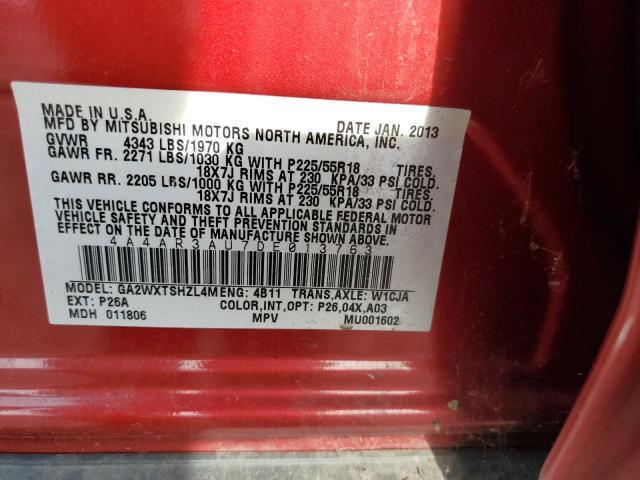 MADE IN U.S.A. DATE JAN. 2013
MFD BY MITSUBISHI MOTORS NORTH AMERICA, INC.
GVWR 4343 LBS/1970 KG
GAWR FR. 2271 LBS/1030 KG WITH P225/55R18 TIRES,
18X7J RIMS AT 230 KPA/33 PSI COLD.
GAWR RR. 2205 LBS/1000 KG WITH P225/55R18 TIRES,
18X7J RIMS AT 230 KPA/33 PSI COLD.
THIS VEHICLE CONFORMS TO ALL APPLICABLE FEDERAL MOTOR
VEHICLE SAFETY AND THEFT PREVENTION STANDARDS IN
EFFECT ON THE DATE OF MANUFACTURE SHOWN ABOVE.
4A4AR3AU7DE013763
MODEL: GA2WXTSHZL4M ENG: 4B11 TRANS,AXLE: W1CJA
EXT: P26A COLOR,INT,OPT: P26,04X,A03
MDH 011806 MPV MU001602